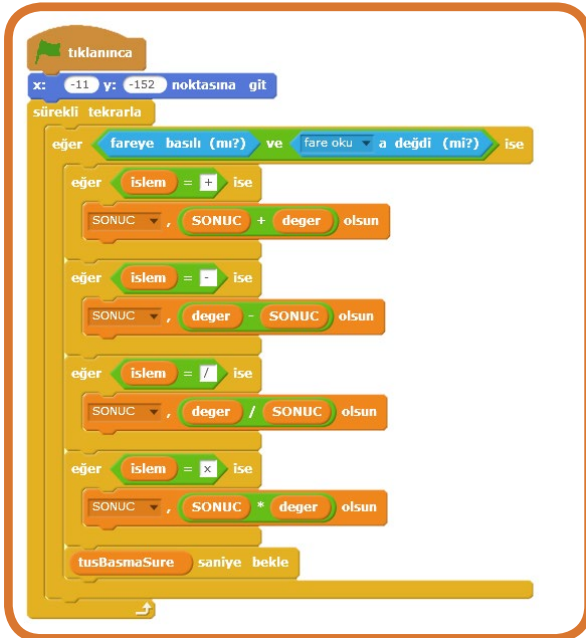 tıklanınca
x: -11 y: -152 noktasına git
sürekli tekrarla
eğer fareye basılı (mı?) ve fare oku a değdi (mi?) ise
eğer islem = + ise
SONUC , SONUC + deger olsun
eğer islem = - ise
SONUC , deger - SONUC olsun
eğer islem = / ise
SONUC , deger / SONUC olsun
eğer islem = x ise
SONUC , SONUC * deger olsun
tusBasmaSure saniye bekle